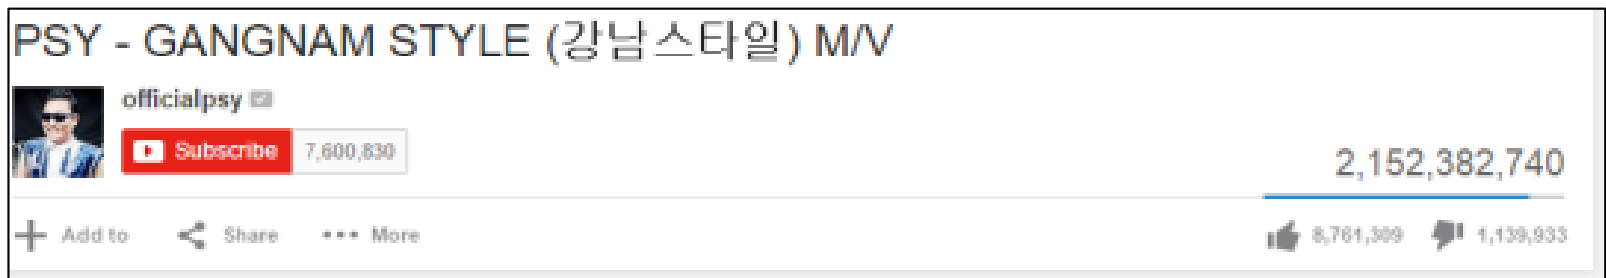 PSY - GANGNAM STYLE (강남스타일) M/V
officialpsy
Subscribe 7,600,830
2,152,382,740
Add to Share More 8,761,309 1,139,933